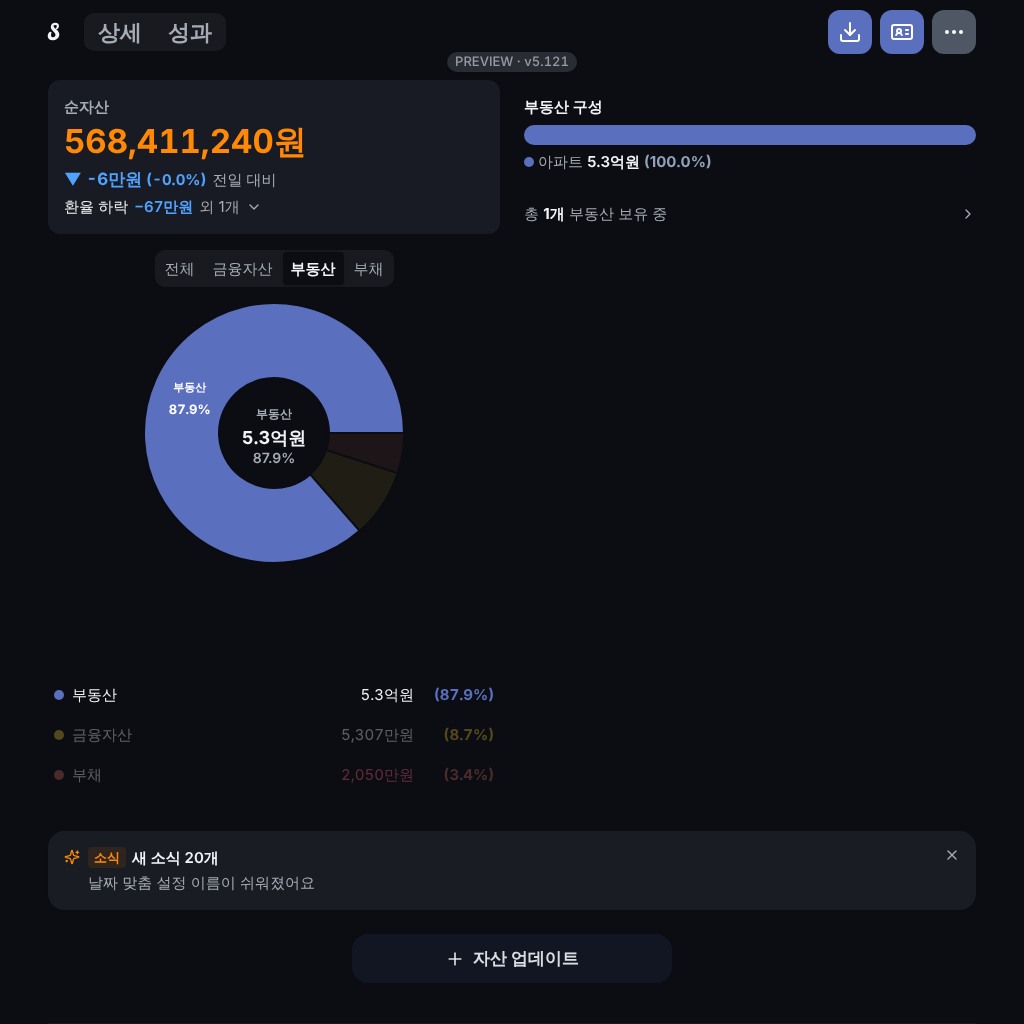 상세 성과
PREVIEW · v5.121
순자산
568,411,240원
▼ -6만원 (-0.0%) 전일 대비
환율 하락 −67만원 외 1개
부동산 구성
아파트 5.3억원 (100.0%)
총 1개 부동산 보유 중
전체 금융자산 부동산 부채
부동산
87.9%
부동산
5.3억원
87.9%
부동산 5.3억원 (87.9%)
금융자산 5,307만원 (8.7%)
부채 2,050만원 (3.4%)
소식 새 소식 20개
날짜 맞춤 설정 이름이 쉬워졌어요
+ 자산 업데이트